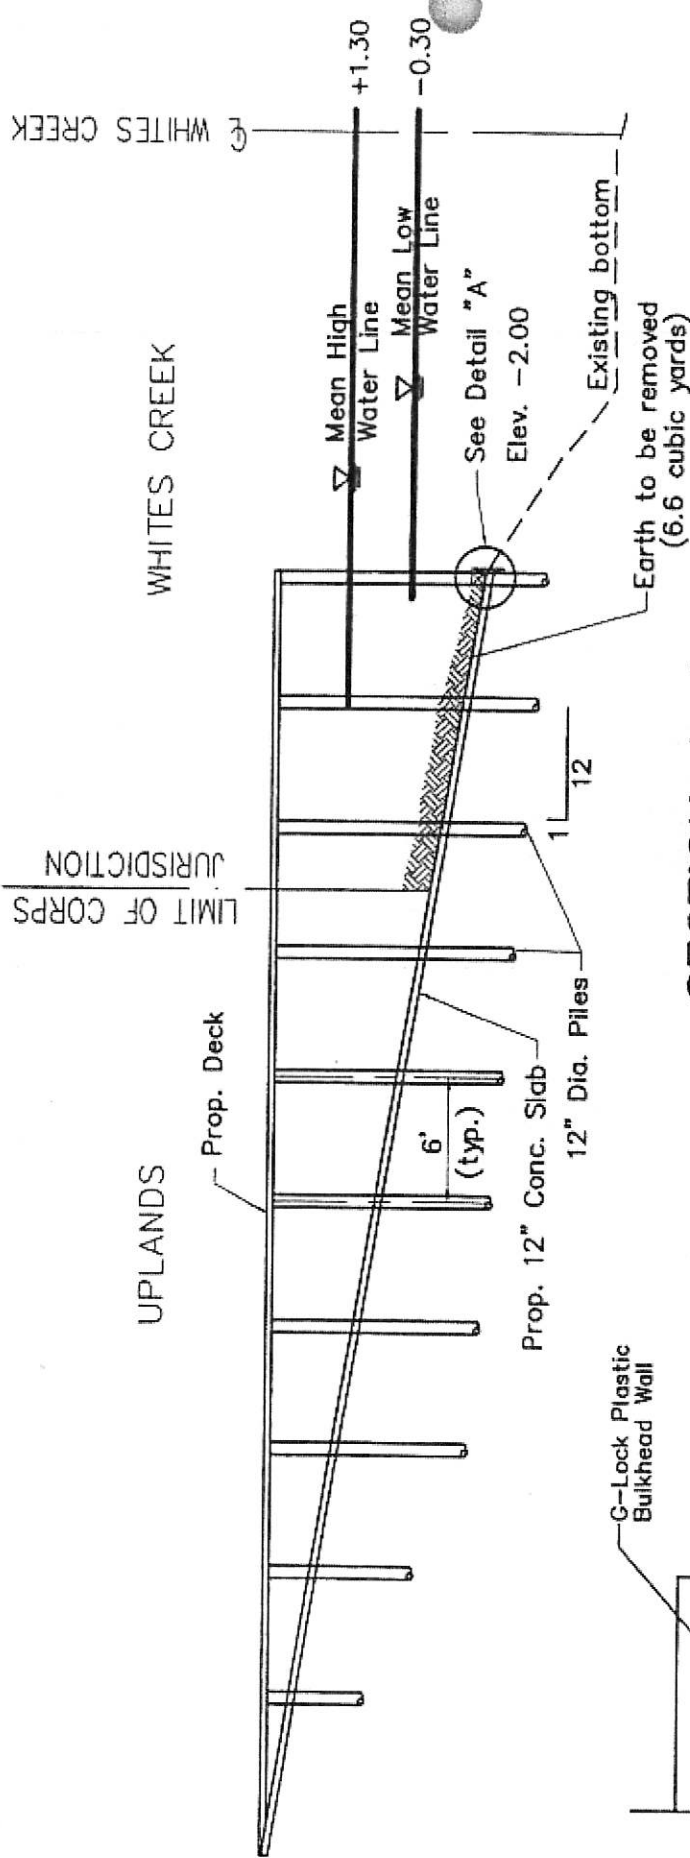 ℄ WHITES CREEK
+1.30
-0.30
WHITES CREEK
Mean High
Water Line
Mean Low
Water Line
See Detail "A"
Elev. -2.00
Existing bottom
Earth to be removed
(6.6 cubic yards)
LIMIT OF CORPS
JURISDICTION
1
12
UPLANDS
Prop. Deck
6'
(typ.)
Prop. 12" Conc. Slab
12" Dia. Piles
G-Lock Plastic
Bulkhead Wall